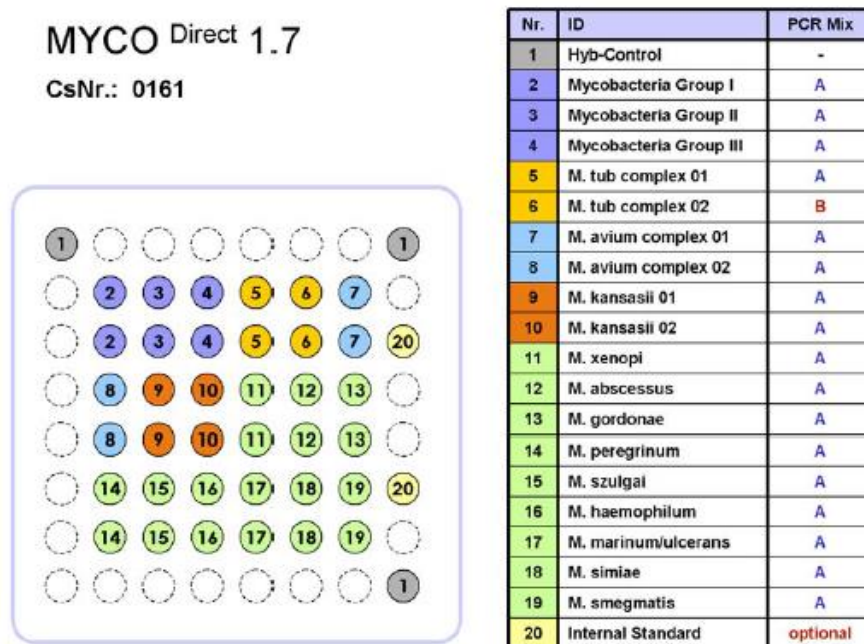 MYCO Direct 1.7
CsNr.: 0161
1 1
2 3 4 5 6 7
2 3 4 5 6 7 20
8 9 10 11 12 13
8 9 10 11 12 13
14 15 16 17 18 19 20
14 15 16 17 18 19
1
Nr. ID PCR Mix
1 Hyb-Control -
2 Mycobacteria Group I A
3 Mycobacteria Group II A
4 Mycobacteria Group III A
5 M. tub complex 01 A
6 M. tub complex 02 B
7 M. avium complex 01 A
8 M. avium complex 02 A
9 M. kansasii 01 A
10 M. kansasii 02 A
11 M. xenopi A
12 M. abscessus A
13 M. gordonae A
14 M. peregrinum A
15 M. szulgai A
16 M. haemophilum A
17 M. marinum/ulcerans A
18 M. simiae A
19 M. smegmatis A
20 Internal Standard optional